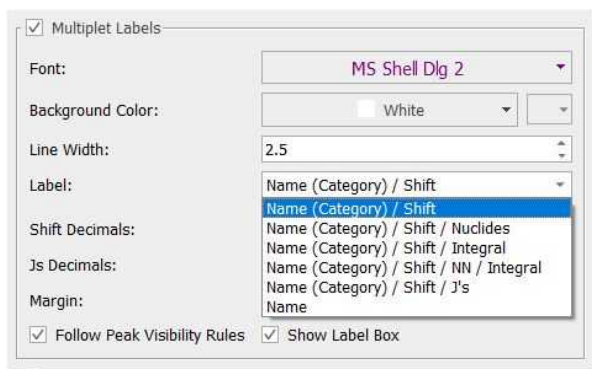 Multiplet Labels
Font: MS Shell Dlg 2
Background Color: White
Line Width: 2.5
Label: Name (Category) / Shift
Name (Category) / Shift
Shift Decimals: Name (Category) / Shift / Nuclides
Name (Category) / Shift / Integral
Js Decimals: Name (Category) / Shift / NN / Integral
Name (Category) / Shift / J's
Margin: Name
Follow Peak Visibility Rules Show Label Box